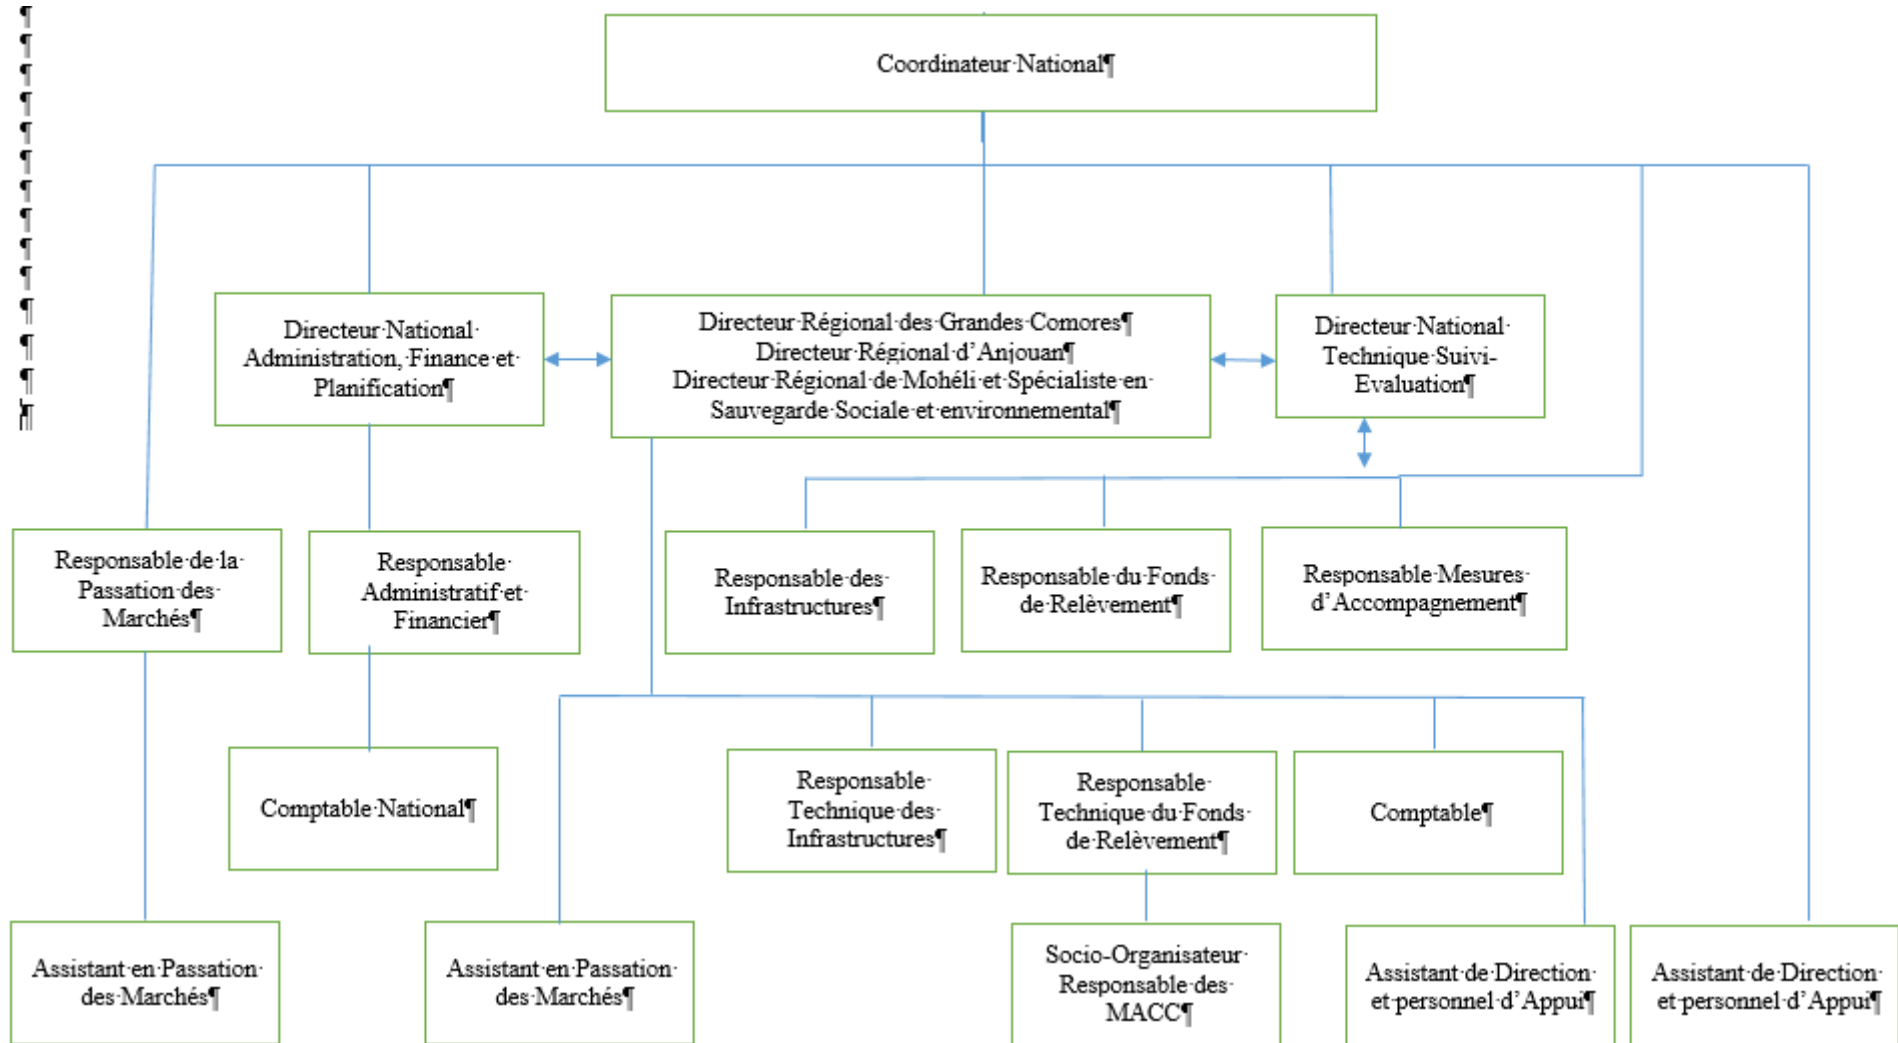 Coordinateur National¶
Directeur National
Administration, Finance et
Planification¶
Directeur Régional des Grandes Comores¶
Directeur Régional d’Anjouan¶
Directeur Régional de Mohéli et Spécialiste en
Sauvegarde Sociale et environnemental¶
Directeur National
Technique Suivi-
Evaluation¶
Responsable de la
Passation des
Marchés¶
Responsable
Administratif et
Financier¶
Responsable des
Infrastructures¶
Responsable du Fonds
de Relèvement¶
Responsable Mesures
d’Accompagnement¶
Comptable National¶
Responsable
Technique des
Infrastructures¶
Responsable
Technique du Fonds
de Relèvement¶
Comptable¶
Assistant en Passation
des Marchés¶
Assistant en Passation
des Marchés¶
Socio-Organisateur
Responsable des
MACC¶
Assistant de Direction
et personnel d’Appui¶
Assistant de Direction
et personnel d’Appui¶